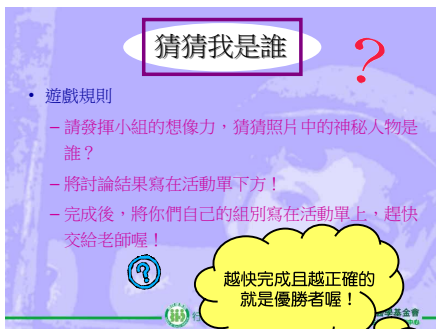 猜猜我是誰
?
• 遊戲規則
– 請發揮小組的想像力，猜猜照片中的神秘人物是
誰？
– 將討論結果寫在活動單下方！
– 完成後，將你們自己的組別寫在活動單上，趕快
交給老師喔！
?
越快完成且越正確的
就是優勝者喔！
基金會